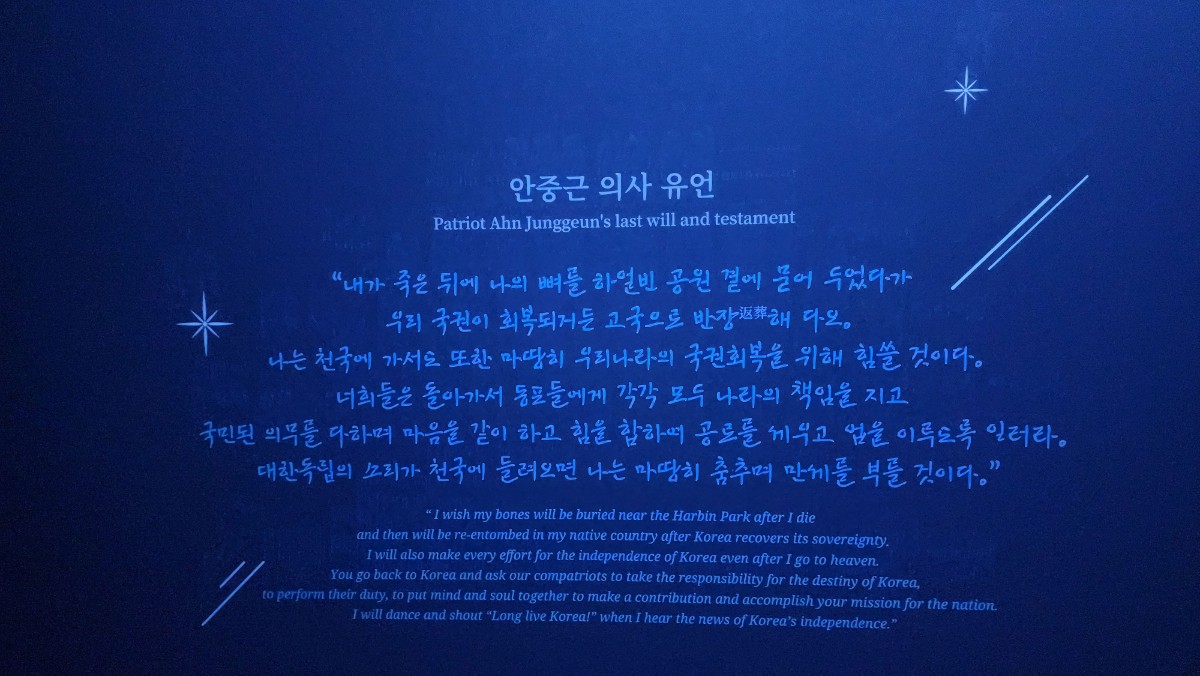 안중근 의사 유언
Patriot Ahn Junggeun's last will and testament
“내가 죽은 뒤에 나의 뼈를 하얼빈 공원 곁에 묻어 두었다가
우리 국권이 회복되거든 고국으로 반장返葬해 다오.
나는 천국에 가서도 또한 마땅히 우리나라의 국권회복을 위해 힘쓸 것이다.
너희들은 돌아가서 동포들에게 각각 모두 나라의 책임을 지고
국민된 의무를 다하며 마음을 같이 하고 힘을 합하여 공로를 세우고 업을 이루도록 일러라.
대한독립의 소리가 천국에 들려오면 나는 마땅히 춤추며 만세를 부를 것이다.”
“ I wish my bones will be buried near the Harbin Park after I die
and then will be re-entombed in my native country after Korea recovers its sovereignty.
I will also make every effort for the independence of Korea even after I go to heaven.
You go back to Korea and ask our compatriots to take the responsibility for the destiny of Korea,
to perform their duty, to put mind and soul together to make a contribution and accomplish your mission for the nation.
I will dance and shout “Long live Korea!” when I hear the news of Korea's independence.”